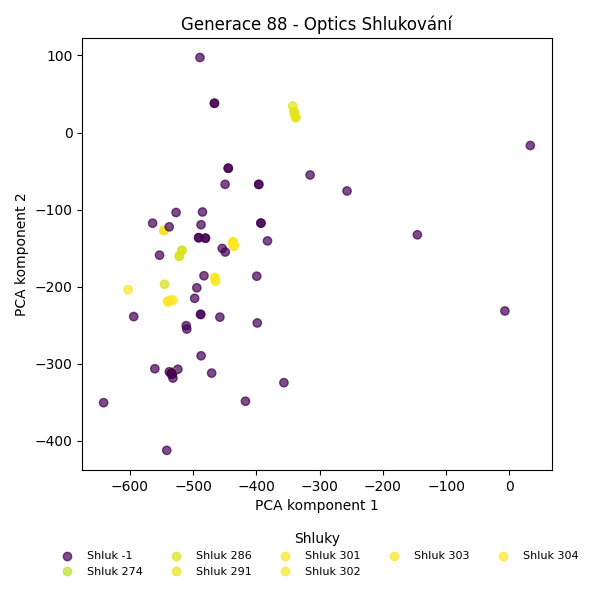 Generace 88 - Optics Shlukování
100
0
−100
−200
−300
−400
PCA komponent 2
−600 −500 −400 −300 −200 −100 0
PCA komponent 1
Shluky
Shluk -1 Shluk 286 Shluk 301 Shluk 303 Shluk 304
Shluk 274 Shluk 291 Shluk 302